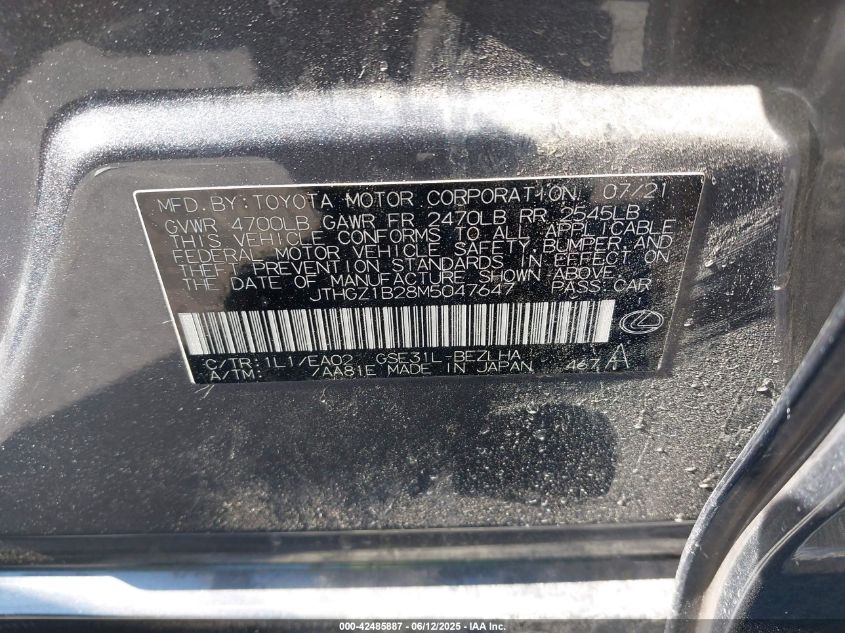 MFD.BY:TOYOTA MOTOR CORPORATION 07/21
GVWR 4700LB GAWR FR 2470LB RR 2545LB
THIS VEHICLE CONFORMS TO ALL APPLICABLE
FEDERAL MOTOR VEHICLE SAFETY, BUMPER, AND
THEFT PREVENTION STANDARDS IN EFFECT ON
THE DATE OF MANUFACTURE SHOWN ABOVE.
JTHGZ1B28M5047647 PASS.CAR
C/TR:1L1/EA02 GSE31L-BEZLHA
A/TM: /AA81E MADE IN JAPAN 467 A
000-42485887 - 06/12/2025 - IAA Inc.